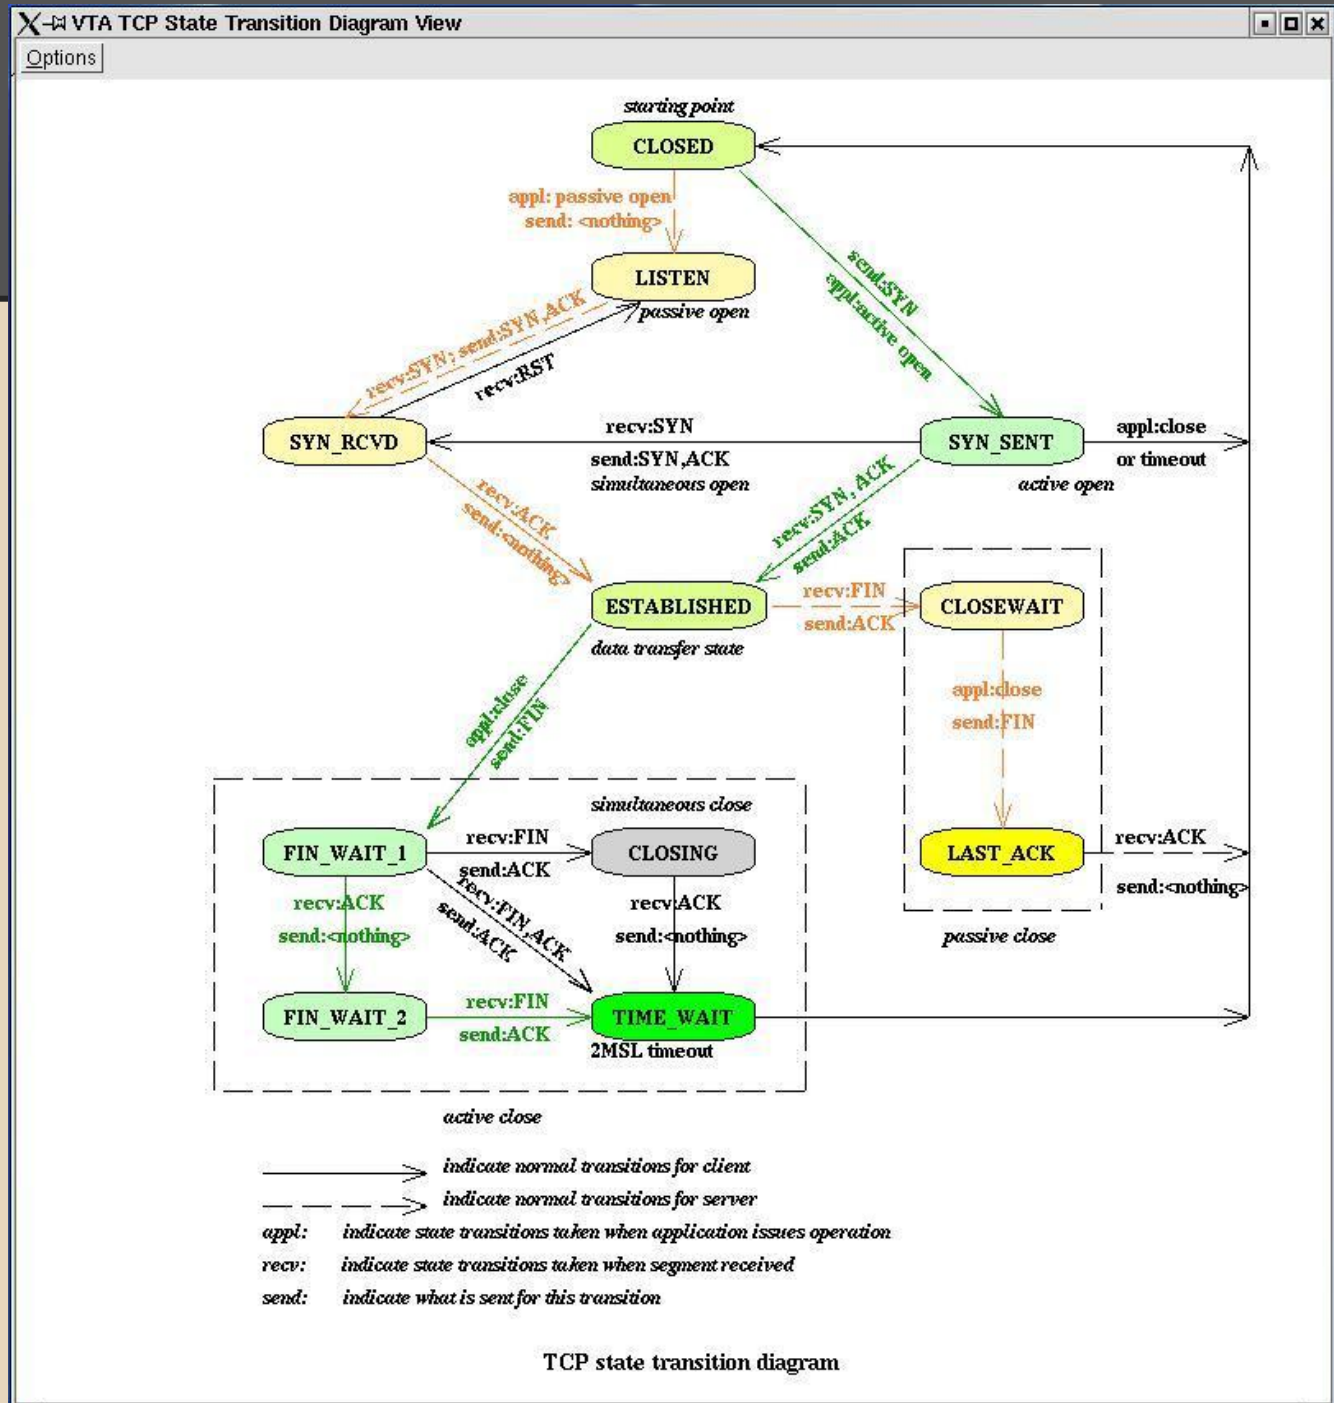 VTA TCP State Transition Diagram View
Options
starting point
CLOSED
appl: passive open
send: <nothing>
send:SYN
appl:active open
LISTEN
passive open
recv:SYN; send:SYN,ACK
recv:RST
SYN_RCVD
recv:SYN
send:SYN,ACK
simultaneous open
SYN_SENT
active open
appl:close
or timeout
recv:ACK
send:<nothing>
recv:SYN, ACK
send:ACK
ESTABLISHED
data transfer state
recv:FIN
send:ACK
CLOSEWAIT
appl:close
send:FIN
appl:close
send:FIN
simultaneous close
FIN_WAIT_1
recv:FIN
send:ACK
CLOSING
LAST_ACK
recv:ACK
send:<nothing>
passive close
recv:ACK
send:<nothing>
recv:FIN,ACK
send:ACK
recv:ACK
send:<nothing>
FIN_WAIT_2
recv:FIN
send:ACK
TIME_WAIT
2MSL timeout
active close
indicate normal transitions for client
indicate normal transitions for server
appl: indicate state transitions taken when application issues operation
recv: indicate state transitions taken when segment received
send: indicate what is sent for this transition
TCP state transition diagram